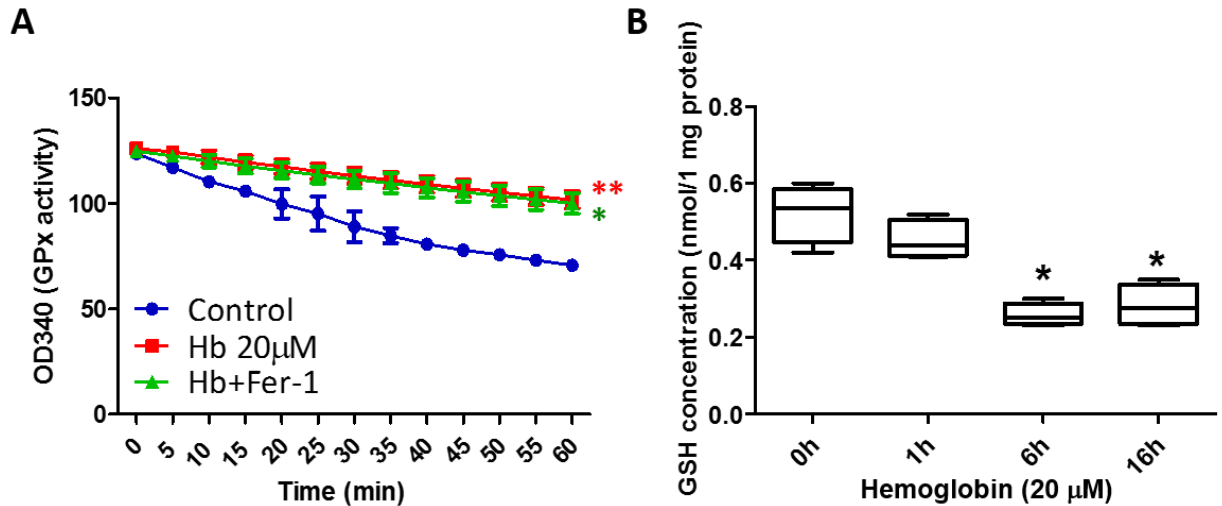 A
OD340 (GPx activity)
150
100
50
0
**
*
Control
Hb 20μM
Hb+Fer-1
0 5 10 15 20 25 30 35 40 45 50 55 60
Time (min)
B
GSH concentration (nmol/1 mg protein)
0.8
0.6
0.4
0.2
0.0
* *
0h 1h 6h 16h
Hemoglobin (20 μM)